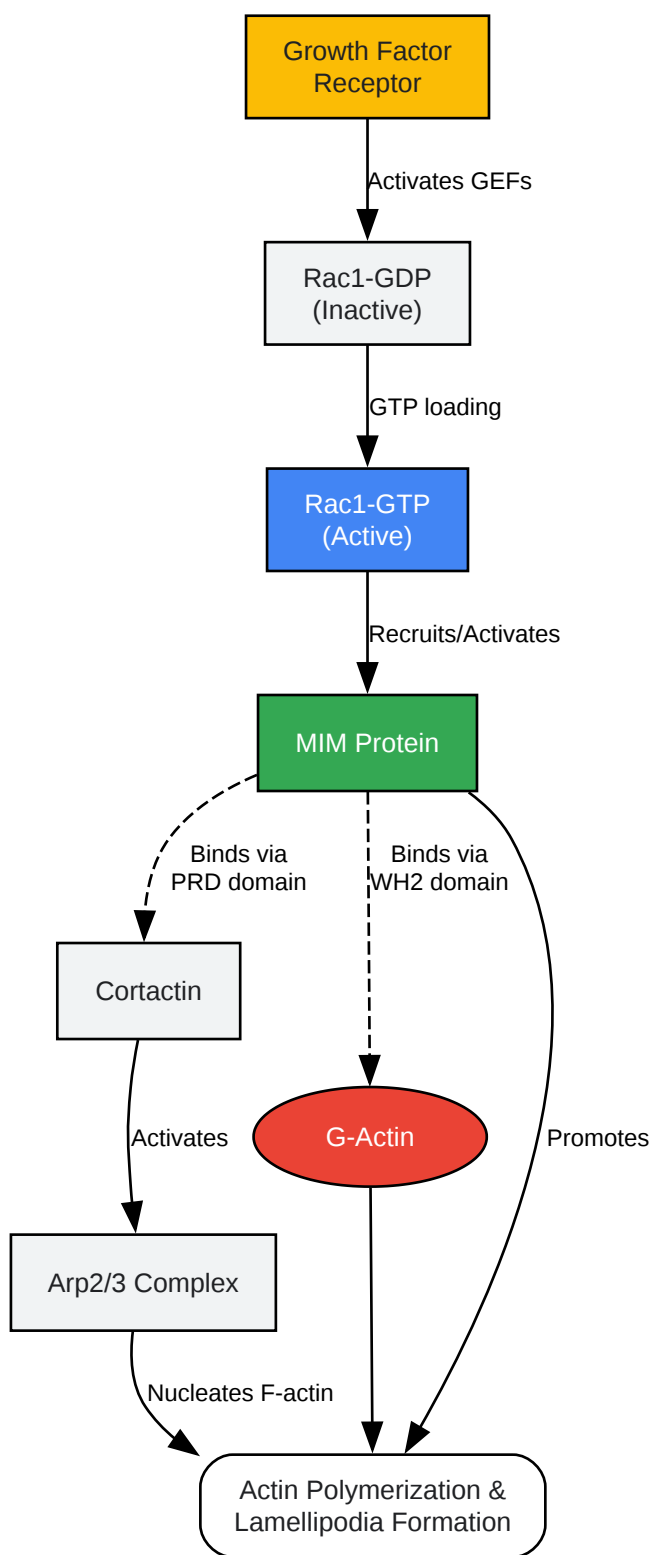 Growth Factor
Receptor
Activates GEFs
Rac1-GDP
(Inactive)
GTP loading
Rac1-GTP
(Active)
Recruits/Activates
MIM Protein
Binds via
PRD domain
Binds via
WH2 domain
Cortactin
Activates
G-Actin
Promotes
Arp2/3 Complex
Nucleates F-actin
Actin Polymerization &
Lamellipodia Formation